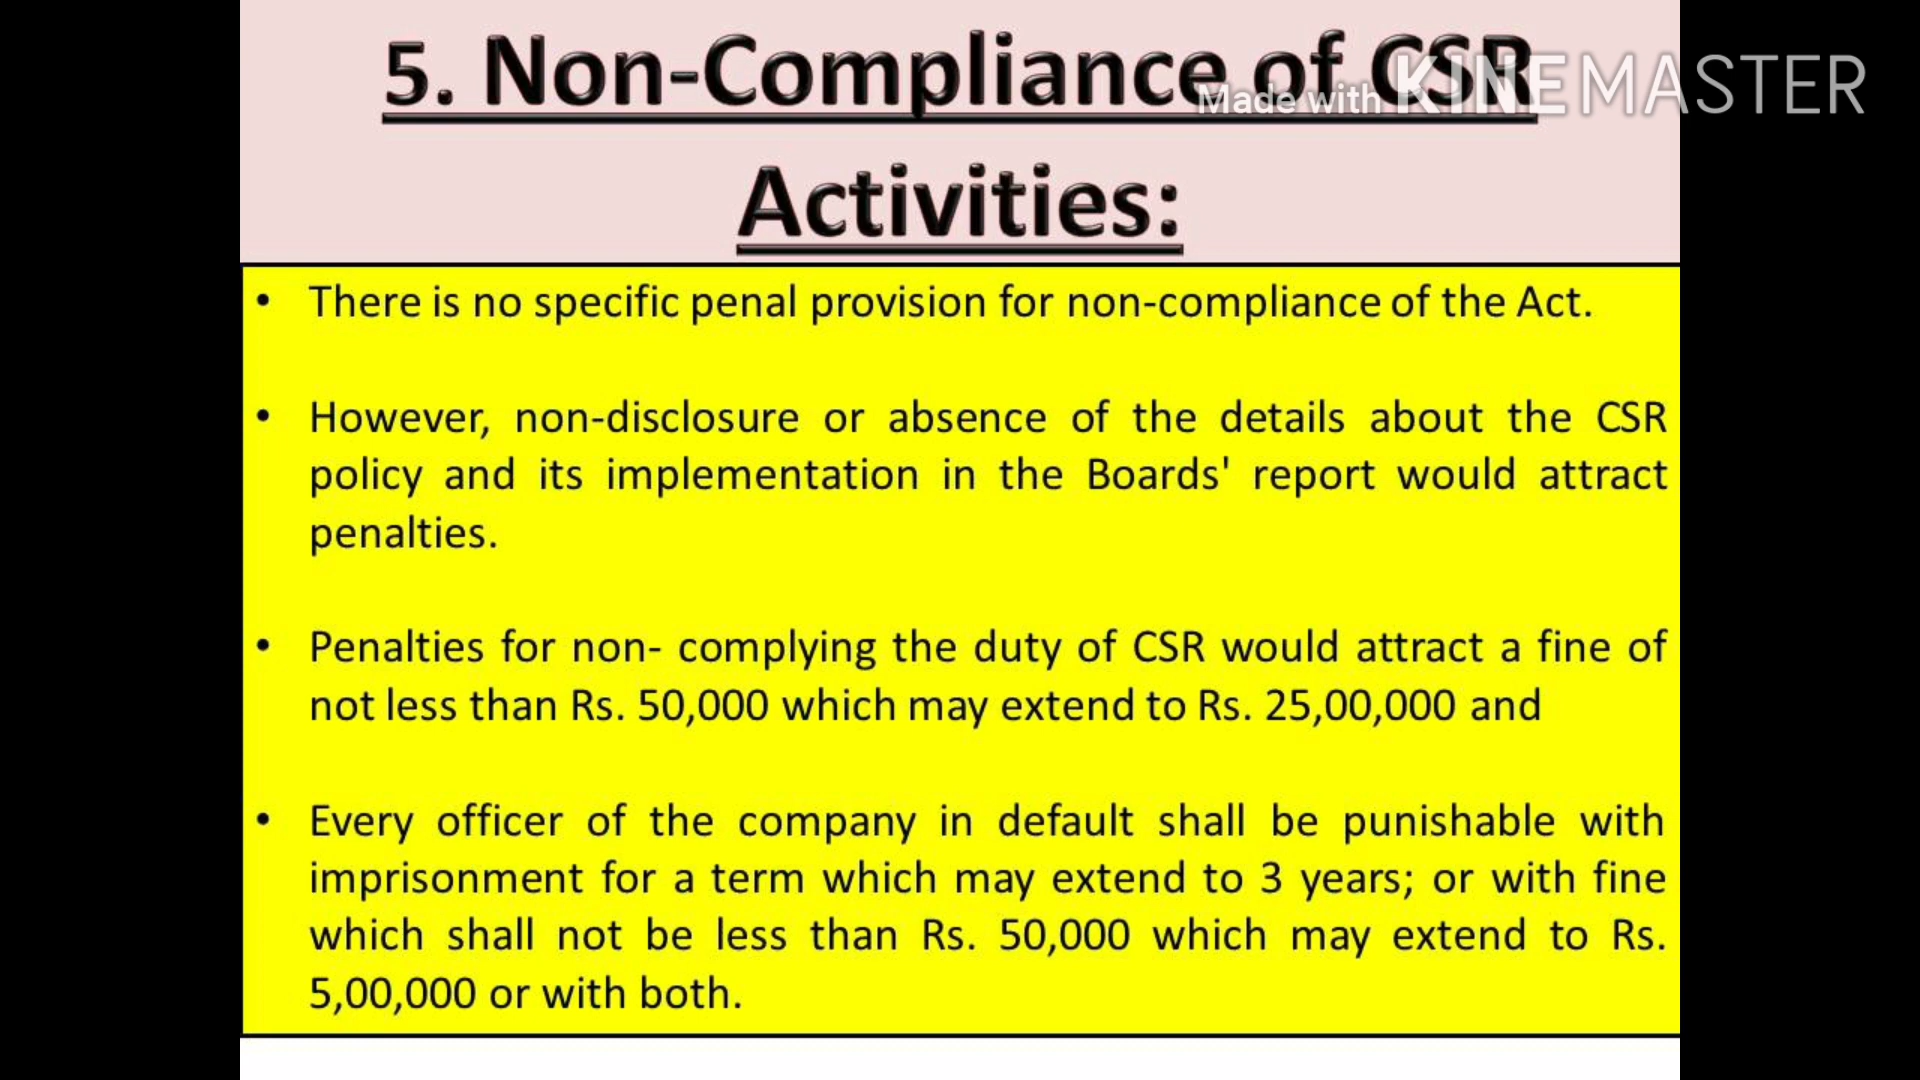 5. Non-Compliance of CSR
Made with KINEMASTER
Activities:
• There is no specific penal provision for non-compliance of the Act.
• However, non-disclosure or absence of the details about the CSR
policy and its implementation in the Boards' report would attract
penalties.
• Penalties for non- complying the duty of CSR would attract a fine of
not less than Rs. 50,000 which may extend to Rs. 25,00,000 and
• Every officer of the company in default shall be punishable with
imprisonment for a term which may extend to 3 years; or with fine
which shall not be less than Rs. 50,000 which may extend to Rs.
5,00,000 or with both.